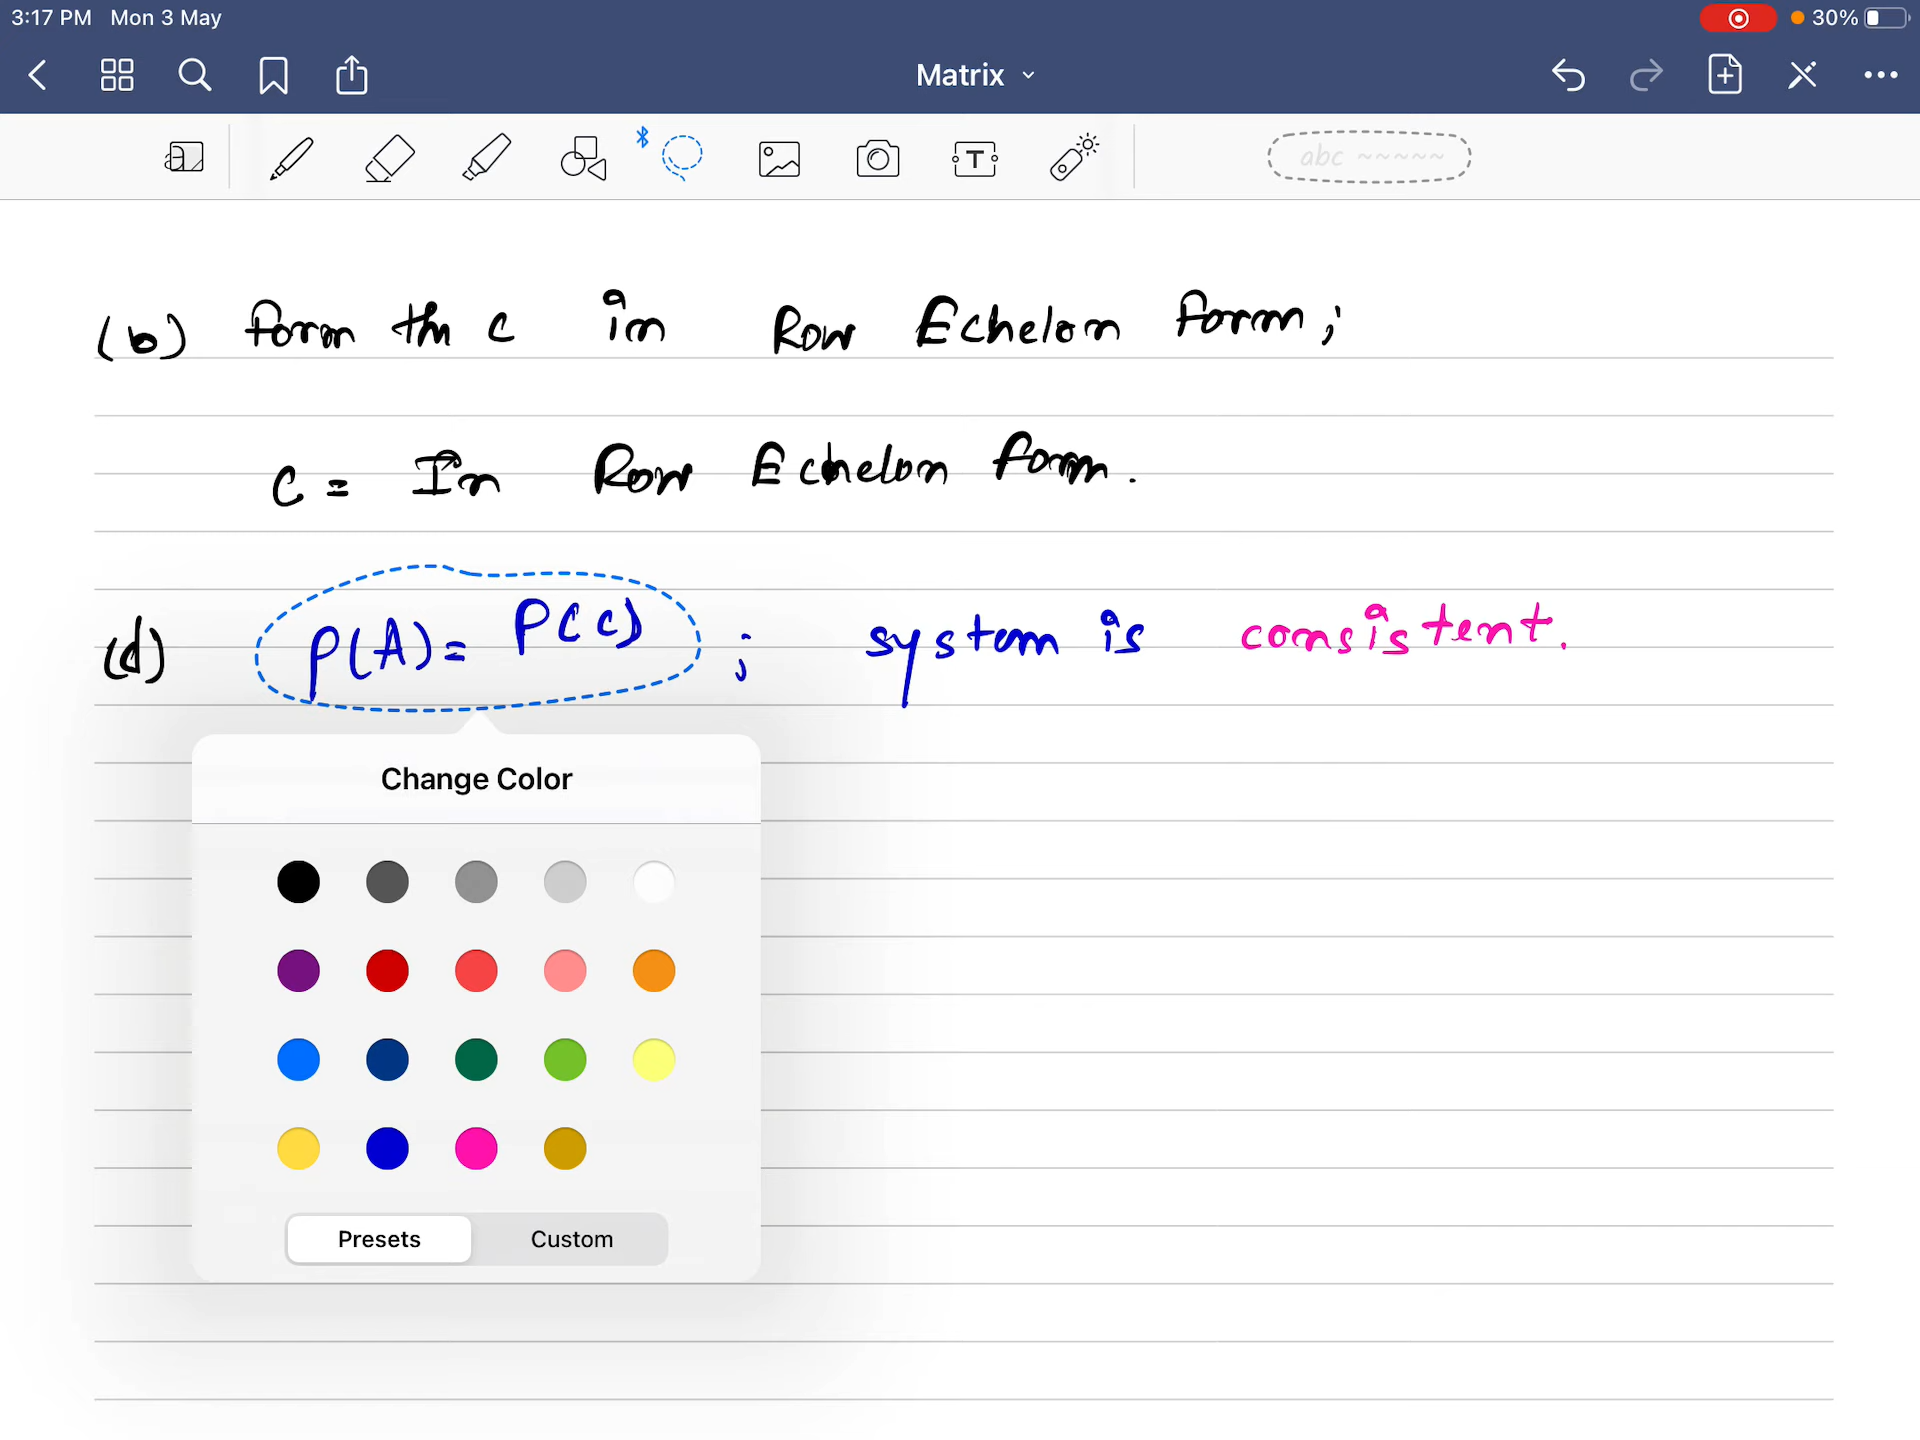 3:17 PM Mon 3 May 30%
Matrix
abc
(b) form th c in Row Echelon form;
C = In Row Echelon form.
(d) P(A) = P(C) ; system is consistent.
Change Color
Presets Custom